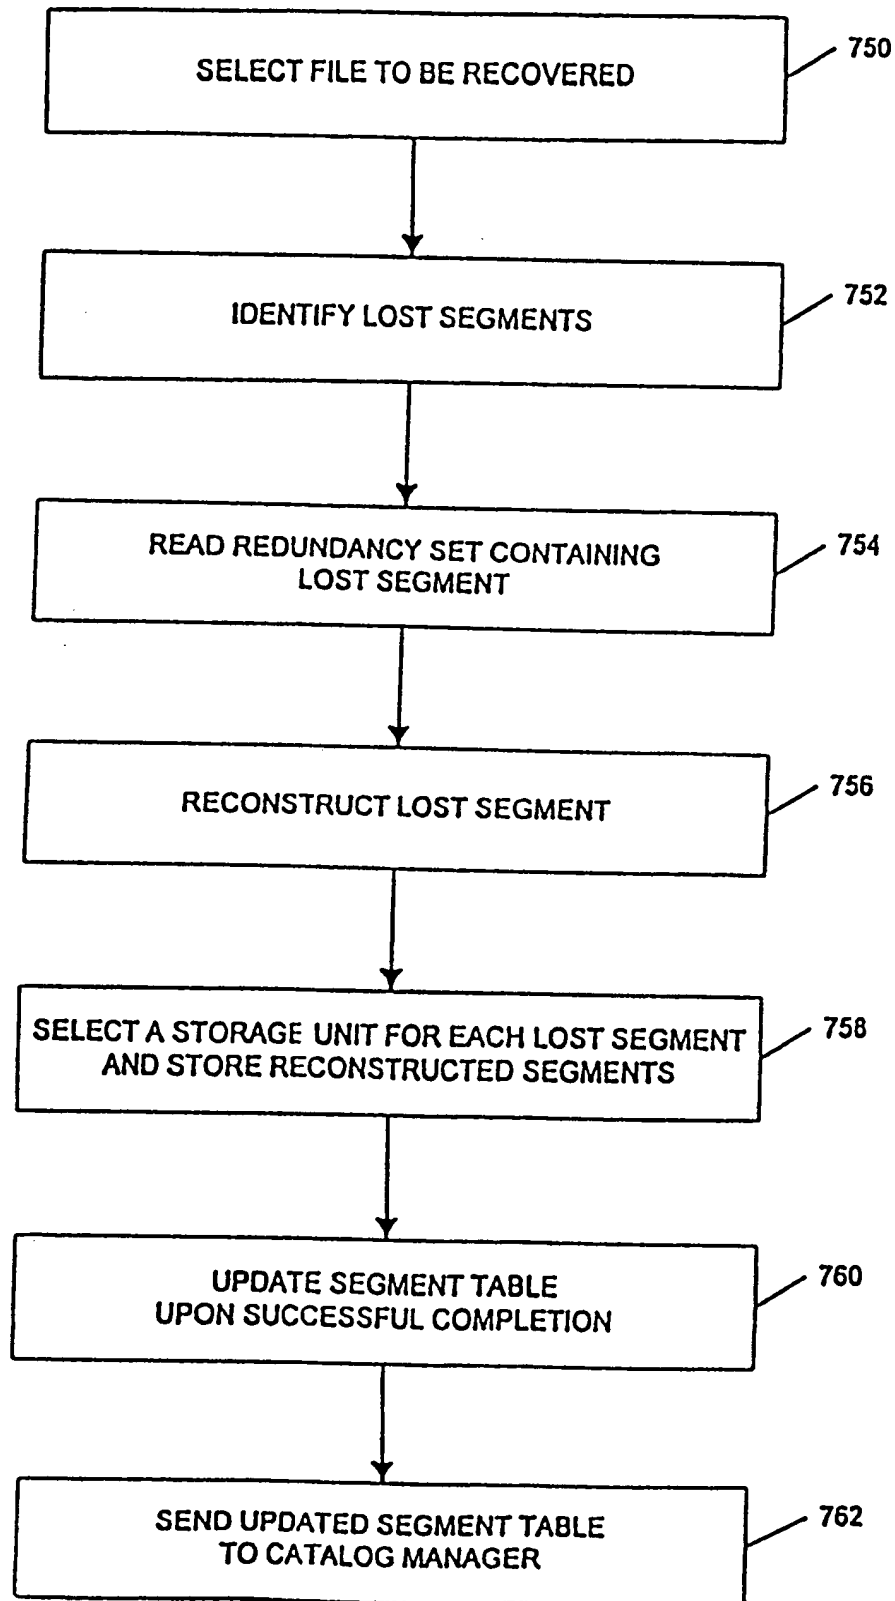 SELECT FILE TO BE RECOVERED
750
IDENTIFY LOST SEGMENTS
752
READ REDUNDANCY SET CONTAINING
LOST SEGMENT
754
RECONSTRUCT LOST SEGMENT
756
SELECT A STORAGE UNIT FOR EACH LOST SEGMENT
AND STORE RECONSTRUCTED SEGMENTS
758
UPDATE SEGMENT TABLE
UPON SUCCESSFUL COMPLETION
760
SEND UPDATED SEGMENT TABLE
TO CATALOG MANAGER
762